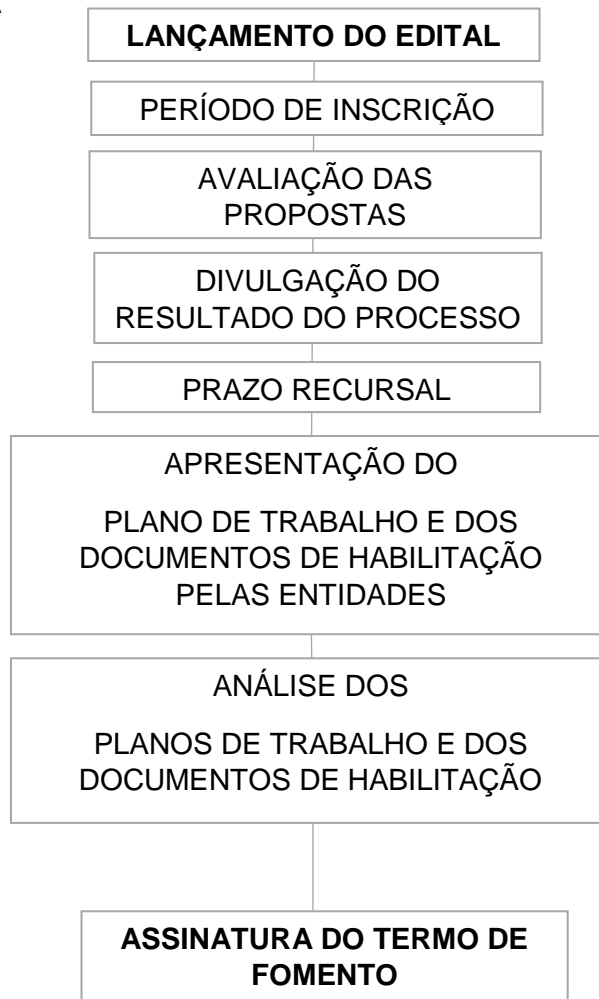 LANÇAMENTO DO EDITAL
PERÍODO DE INSCRIÇÃO
AVALIAÇÃO DAS
PROPOSTAS
DIVULGAÇÃO DO
RESULTADO DO PROCESSO
PRAZO RECURSAL
APRESENTAÇÃO DO
PLANO DE TRABALHO E DOS
DOCUMENTOS DE HABILITAÇÃO
PELAS ENTIDADES
ANÁLISE DOS
PLANOS DE TRABALHO E DOS
DOCUMENTOS DE HABILITAÇÃO
ASSINATURA DO TERMO DE
FOMENTO